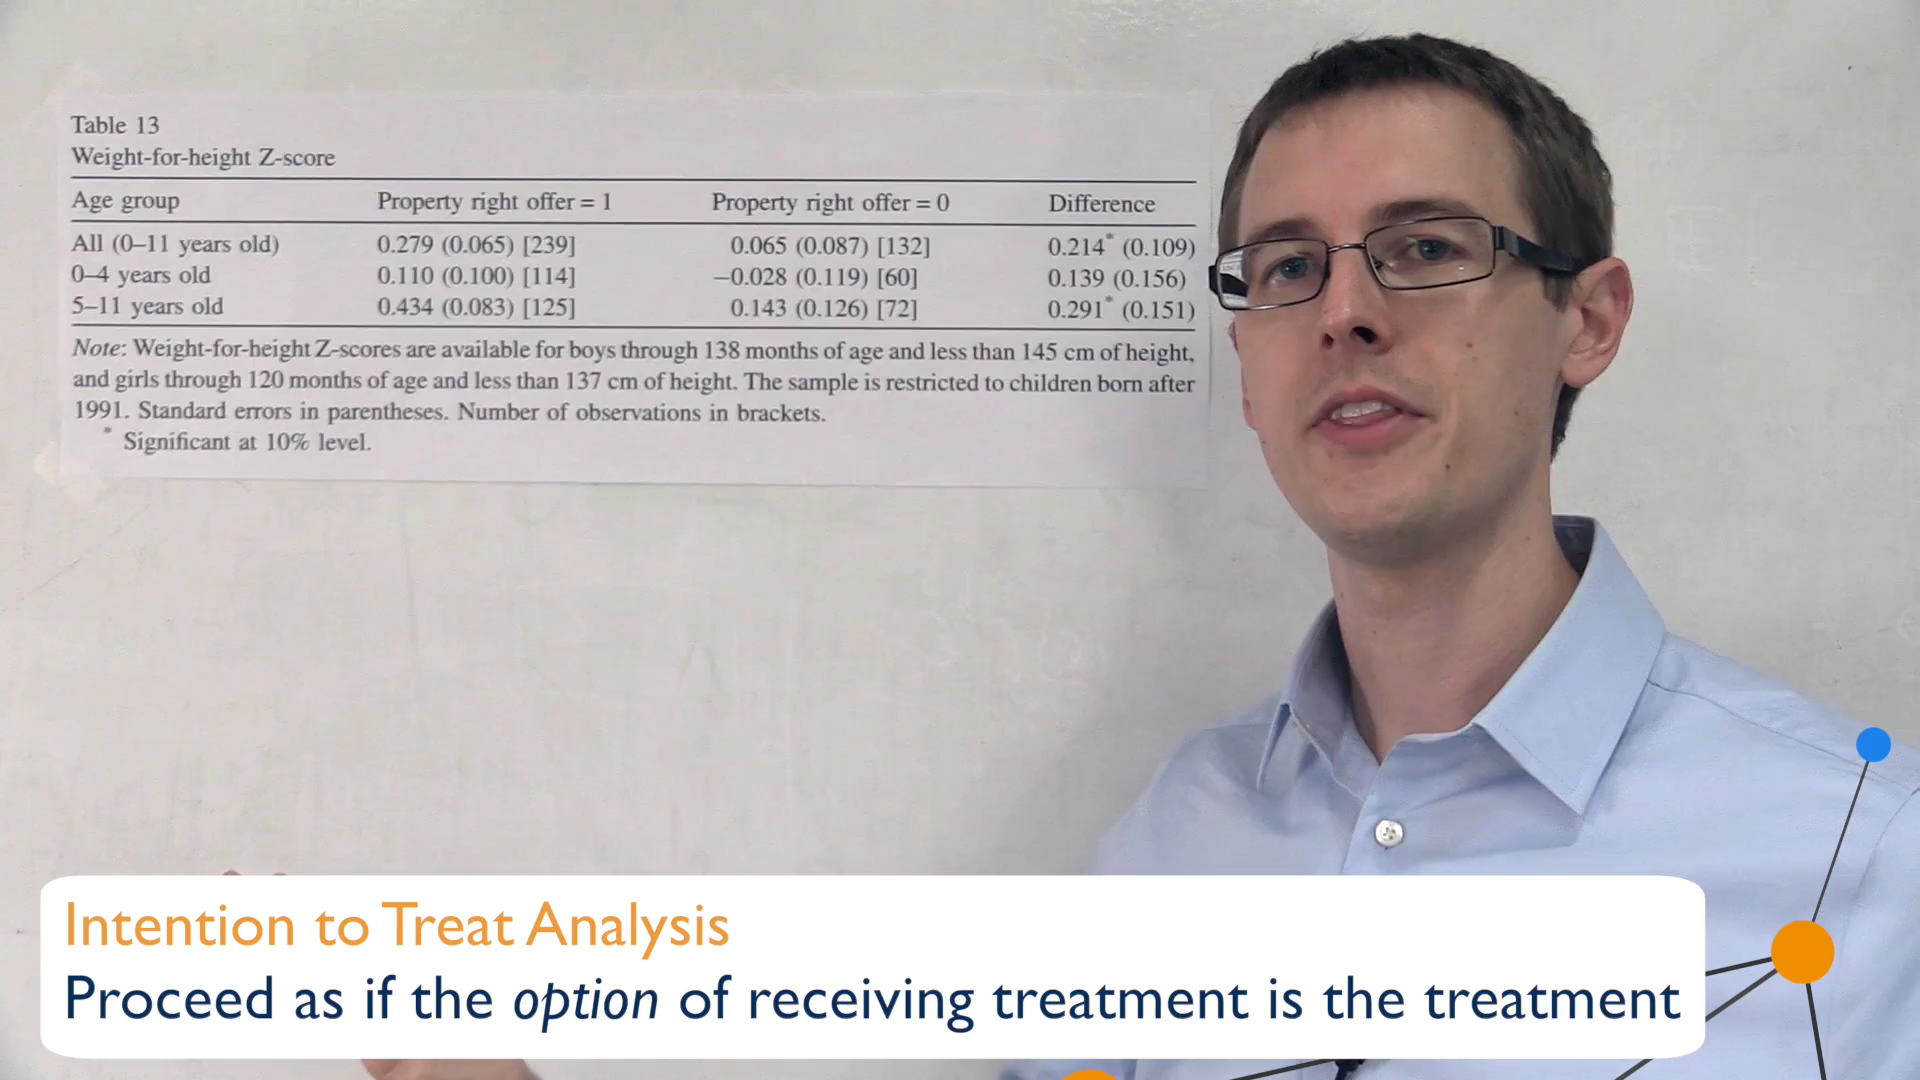 Table 13
Weight-for-height Z-score
Age group Property right offer = 1 Property right offer = 0 Difference
All (0–11 years old) 0.279 (0.065) [239] 0.065 (0.087) [132] 0.214* (0.109)
0–4 years old 0.110 (0.100) [114] −0.028 (0.119) [60] 0.139 (0.156)
5–11 years old 0.434 (0.083) [125] 0.143 (0.126) [72] 0.291* (0.151)
Note: Weight-for-height Z-scores are available for boys through 138 months of age and less than 145 cm of height,
and girls through 120 months of age and less than 137 cm of height. The sample is restricted to children born after
1991. Standard errors in parentheses. Number of observations in brackets.
* Significant at 10% level.
Intention to Treat Analysis
Proceed as if the option of receiving treatment is the treatment